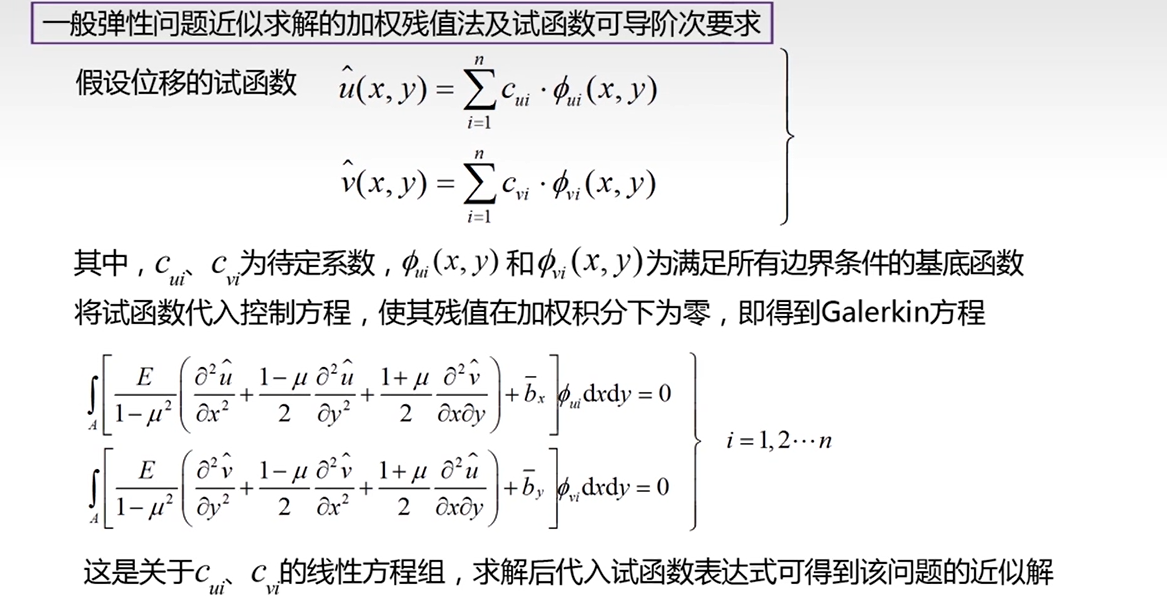 一般弹性问题近似求解的加权残值法及试函数可导阶次要求
假设位移的试函数 $\hat{u}(x, y) = \sum_{i=1}^{n} c_{ui} \cdot \phi_{ui}(x, y)$
$\hat{v}(x, y) = \sum_{i=1}^{n} c_{vi} \cdot \phi_{vi}(x, y)$
其中，$c_{ui}$、$c_{vi}$为待定系数，$\phi_{ui}(x, y)$和$\phi_{vi}(x, y)$为满足所有边界条件的基底函数
将试函数代入控制方程，使其残值在加权积分下为零，即得到Galerkin方程
$\int_A \left[ \frac{E}{1-\mu^2} \left( \frac{\partial^2 \hat{u}}{\partial x^2} + \frac{1-\mu}{2} \frac{\partial^2 \hat{u}}{\partial y^2} + \frac{1+\mu}{2} \frac{\partial^2 \hat{v}}{\partial x \partial y} \right) + \bar{b}_x \right] \phi_{ui} \mathrm{d}x\mathrm{d}y = 0$
$i = 1, 2 \cdots n$
$\int_A \left[ \frac{E}{1-\mu^2} \left( \frac{\partial^2 \hat{v}}{\partial y^2} + \frac{1-\mu}{2} \frac{\partial^2 \hat{v}}{\partial x^2} + \frac{1+\mu}{2} \frac{\partial^2 \hat{u}}{\partial x \partial y} \right) + \bar{b}_y \right] \phi_{vi} \mathrm{d}x\mathrm{d}y = 0$
这是关于$c_{ui}$、$c_{vi}$的线性方程组，求解后代入试函数表达式可得到该问题的近似解